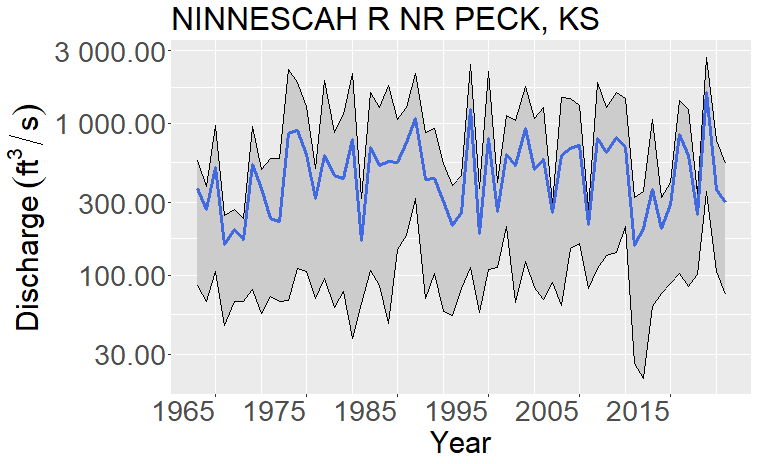 NINNESCAH R NR PECK, KS
3 000.00
1 000.00
300.00
100.00
30.00
Discharge (ft³/s)
1965 1975 1985 1995 2005 2015
Year